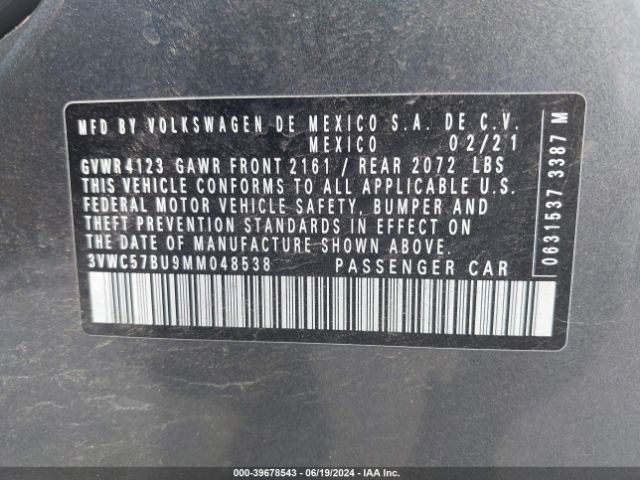 MFD BY VOLKSWAGEN DE MEXICO S.A. DE C.V.
MEXICO 02/21
GVWR 4123 GAWR FRONT 2161 / REAR 2072 LBS
THIS VEHICLE CONFORMS TO ALL APPLICABLE U.S.
FEDERAL MOTOR VEHICLE SAFETY, BUMPER AND
THEFT PREVENTION STANDARDS IN EFFECT ON
THE DATE OF MANUFACTURE SHOWN ABOVE.
3VWC57BU9MM048538 PASSENGER CAR
0631537 3387 M
000-39678543 - 06/19/2024 - IAA Inc.